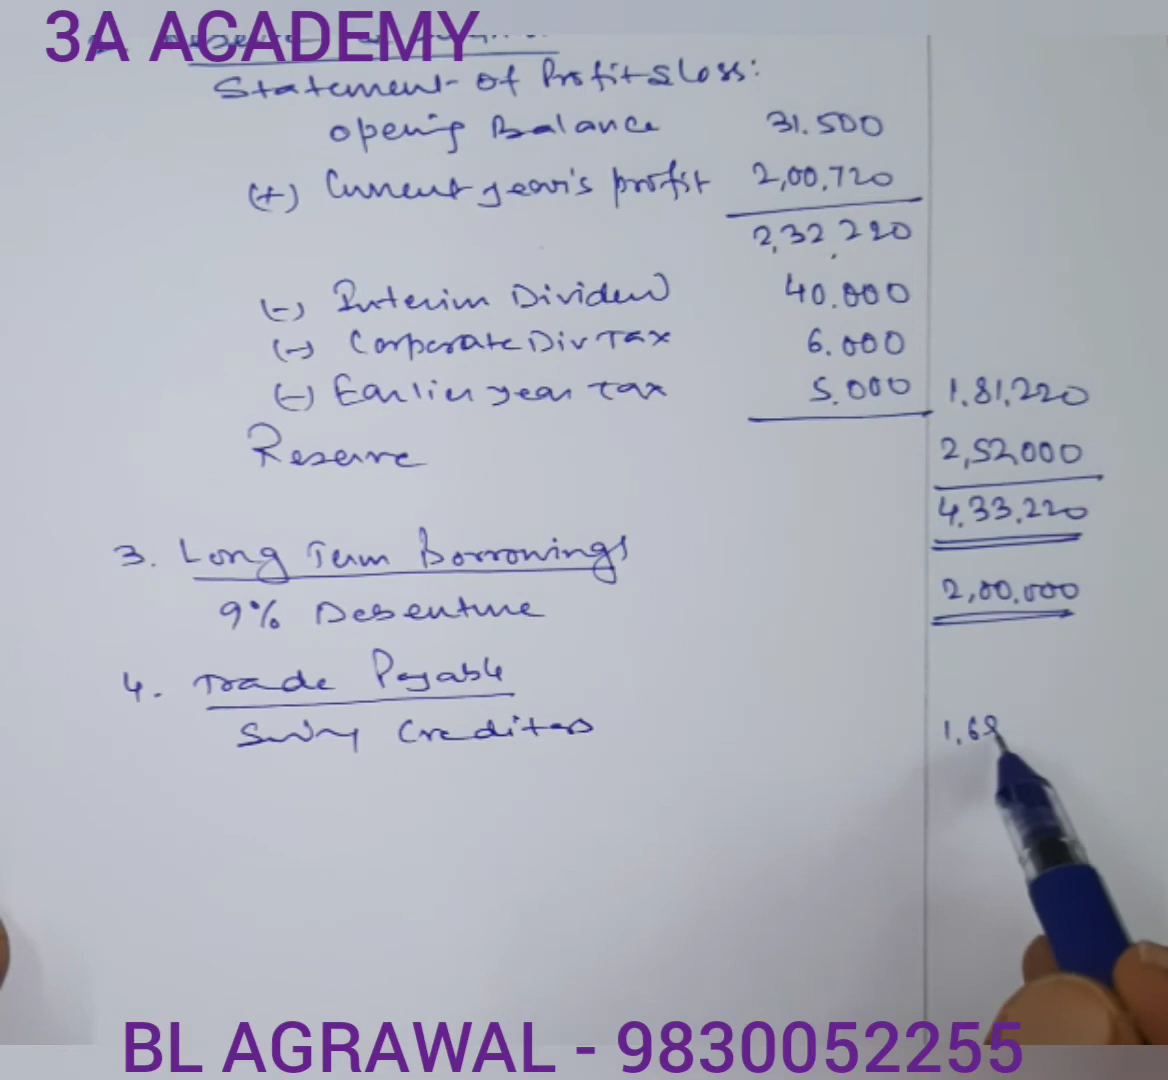 3A ACADEMY
Statement of Profit & Loss:
Opening Balance 31.500
(+) Current year's profit 2,00,720
2,32,220
(-) Interim Dividend 40.000
(-) Corporate Div Tax 6.000
(-) Earlier year tax 5.000 1,81,220
Reserve 2,52,000
4,33,220
3. Long Term Borrowings
9% Debenture 2,00,000
4. Trade Payable
Sundry Creditors 1,68
BL AGRAWAL - 9830052255